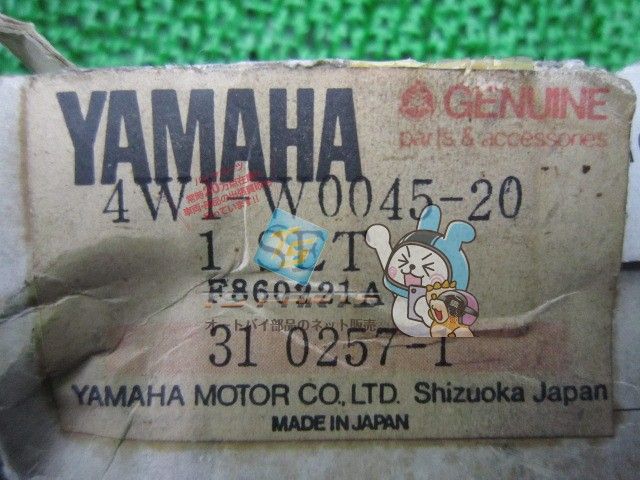 YAMAHA
GENUINE
parts & accessories
4W1-W0045-20
1 SET
F860221A
オートバイ部品のネット販売
31 0257-1
YAMAHA MOTOR CO., LTD. Shizuoka Japan
MADE IN JAPAN